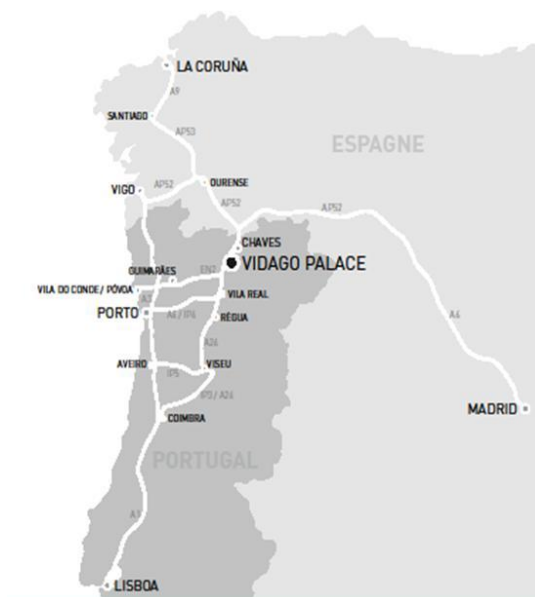 LA CORUÑA
A9
SANTIAGO
AP53
ESPAGNE
OURENSE
VIGO
AP52
AP52
AP52
CHAVES
VIDAGO PALACE
GUIMARÃES
EN2
VILA DO CONDE/ PÓVOA
VILA REAL
A3
PORTO
A4 / IP4
RÉGUA
A6
A24
AVEIRO
VISEU
IP5
IP3 / A24
MADRID
COIMBRA
PORTUGAL
A1
LISBOA